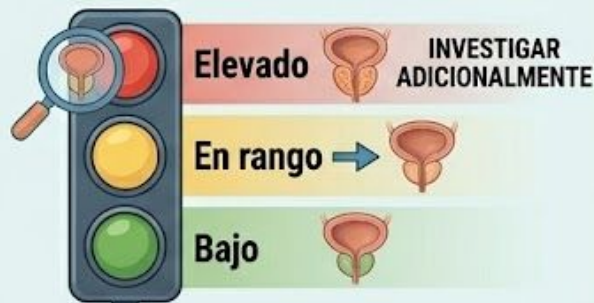 Elevado
INVESTIGAR
ADICIONALMENTE
En rango
Bajo